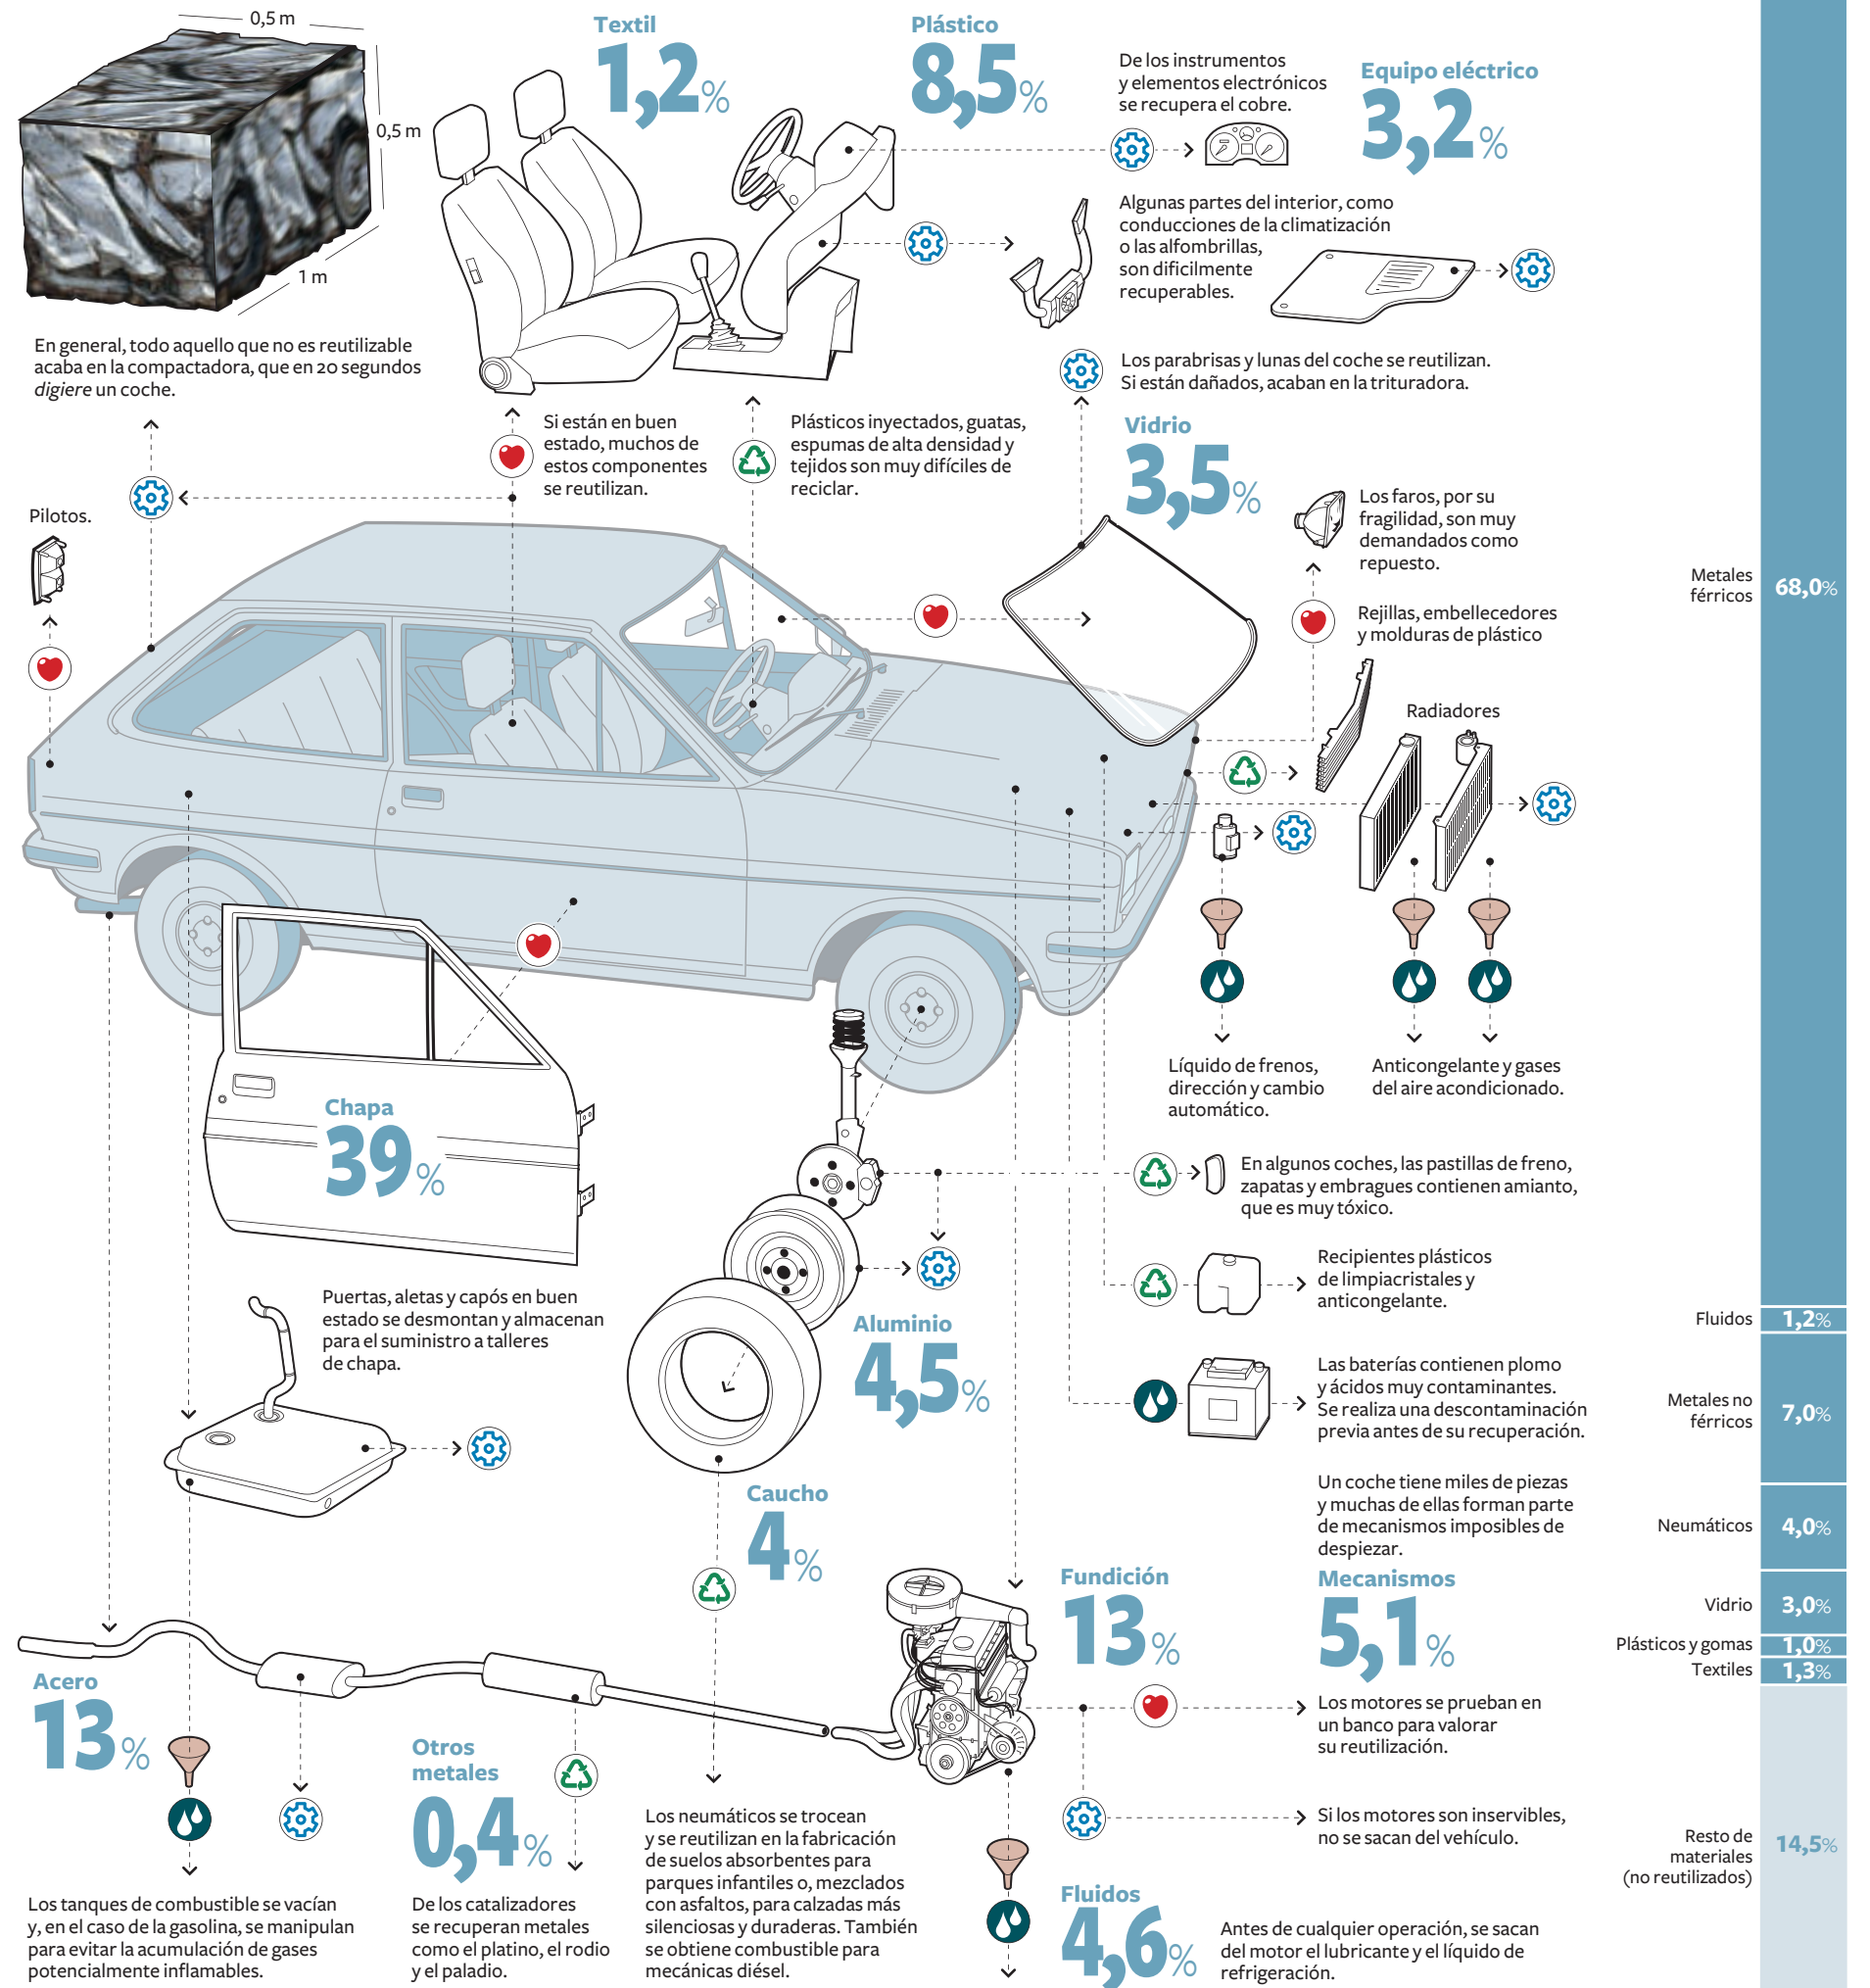 0,5 m
0,5 m
1 m
En general, todo aquello que no es reutilizable
acaba en la compactadora, que en 20 segundos
digiere un coche.
Textil
1,2%
Plástico
8,5%
De los instrumentos
y elementos electrónicos
se recupera el cobre.
Equipo eléctrico
3,2%
Algunas partes del interior, como
conducciones de la climatización
o las alfombrillas,
son dificilmente
recuperables.
Los parabrisas y lunas del coche se reutilizan.
Si están dañados, acaban en la trituradora.
Si están en buen
estado, muchos de
estos componentes
se reutilizan.
Plásticos inyectados, guatas,
espumas de alta densidad y
tejidos son muy difíciles de
reciclar.
Vidrio
3,5%
Pilotos.
Los faros, por su
fragilidad, son muy
demandados como
repuesto.
Rejillas, embellecedores
y molduras de plástico
Radiadores
Líquido de frenos,
dirección y cambio
automático.
Anticongelante y gases
del aire acondicionado.
Chapa
39%
En algunos coches, las pastillas de freno,
zapatas y embragues contienen amianto,
que es muy tóxico.
Recipientes plásticos
de limpiacristales y
anticongelante.
Puertas, aletas y capós en buen
estado se desmontan y almacenan
para el suministro a talleres
de chapa.
Aluminio
4,5%
Las baterías contienen plomo
y ácidos muy contaminantes.
Se realiza una descontaminación
previa antes de su recuperación.
Caucho
4%
Un coche tiene miles de piezas
y muchas de ellas forman parte
de mecanismos imposibles de
despiezar.
Fundición
13%
Mecanismos
5,1%
Acero
13%
Los motores se prueban en
un banco para valorar
su reutilización.
Otros
metales
0,4%
Si los motores son inservibles,
no se sacan del vehículo.
Los tanques de combustible se vacían
y, en el caso de la gasolina, se manipulan
para evitar la acumulación de gases
potencialmente inflamables.
De los catalizadores
se recuperan metales
como el platino, el rodio
y el paladio.
Los neumáticos se trocean
y se reutilizan en la fabricación
de suelos absorbentes para
parques infantiles o, mezclados
con asfaltos, para calzadas más
silenciosas y duraderas. También
se obtiene combustible para
mecánicas diésel.
Fluidos
4,6%
Antes de cualquier operación, se sacan
del motor el lubricante y el líquido de
refrigeración.
Metales
férricos
68,0%
Fluidos
1,2%
Metales no
férricos
7,0%
Neumáticos
4,0%
Vidrio
3,0%
Plásticos y gomas
1,0%
Textiles
1,3%
Resto de
materiales
(no reutilizados)
14,5%